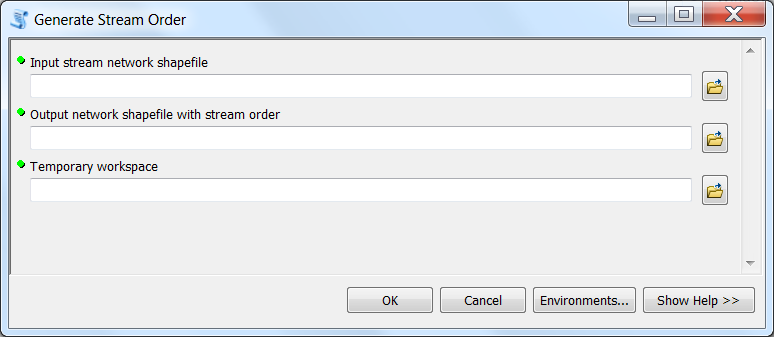 Generate Stream Order
Input stream network shapefile
Output network shapefile with stream order
Temporary workspace
OK Cancel Environments... Show Help >>